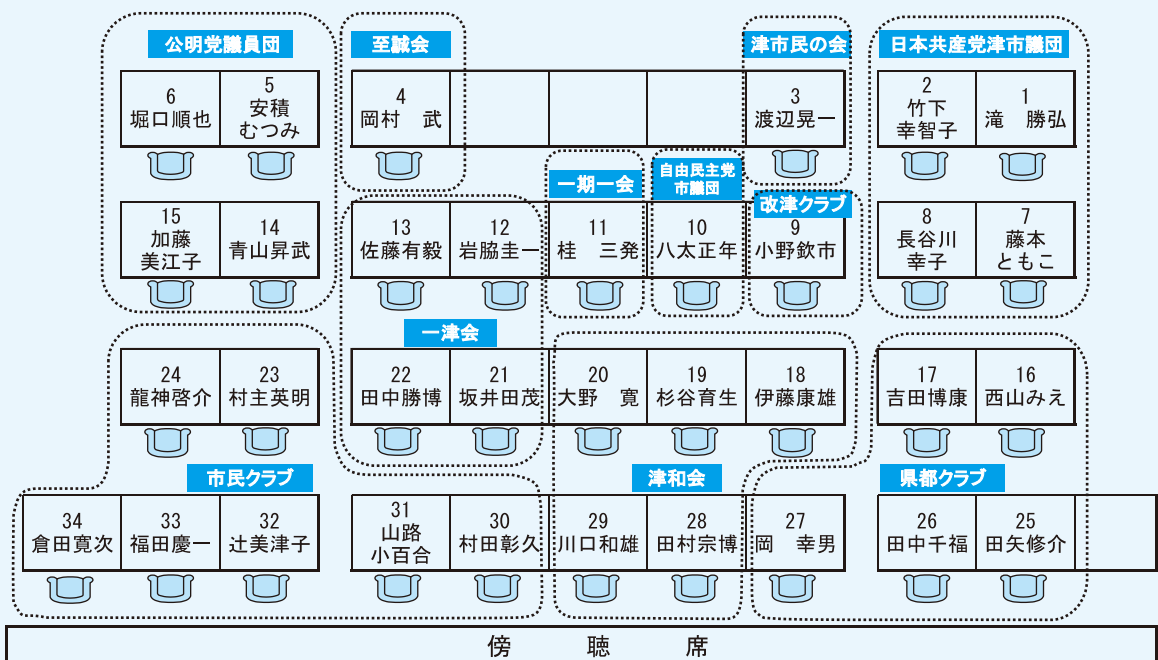 公明党議員団
至誠会
津市民の会
日本共産党津市議団
6
堀口順也
5
安積
むつみ
4
岡村　武
3
渡辺晃一
2
竹下
幸智子
1
滝　勝弘
一期一会
自由民主党
市議団
改津クラブ
15
加藤
美江子
14
青山昇武
13
佐藤有毅
12
岩脇圭一
11
桂　三発
10
八太正年
9
小野欽市
8
長谷川
幸子
7
藤本
ともこ
一津会
24
龍神啓介
23
村主英明
22
田中勝博
21
坂井田茂
20
大野　寛
19
杉谷育生
18
伊藤康雄
17
吉田博康
16
西山みえ
市民クラブ
津和会
県都クラブ
34
倉田寛次
33
福田慶一
32
辻美津子
31
山路
小百合
30
村田彰久
29
川口和雄
28
田村宗博
27
岡　幸男
26
田中千福
25
田矢修介
傍　聴　席